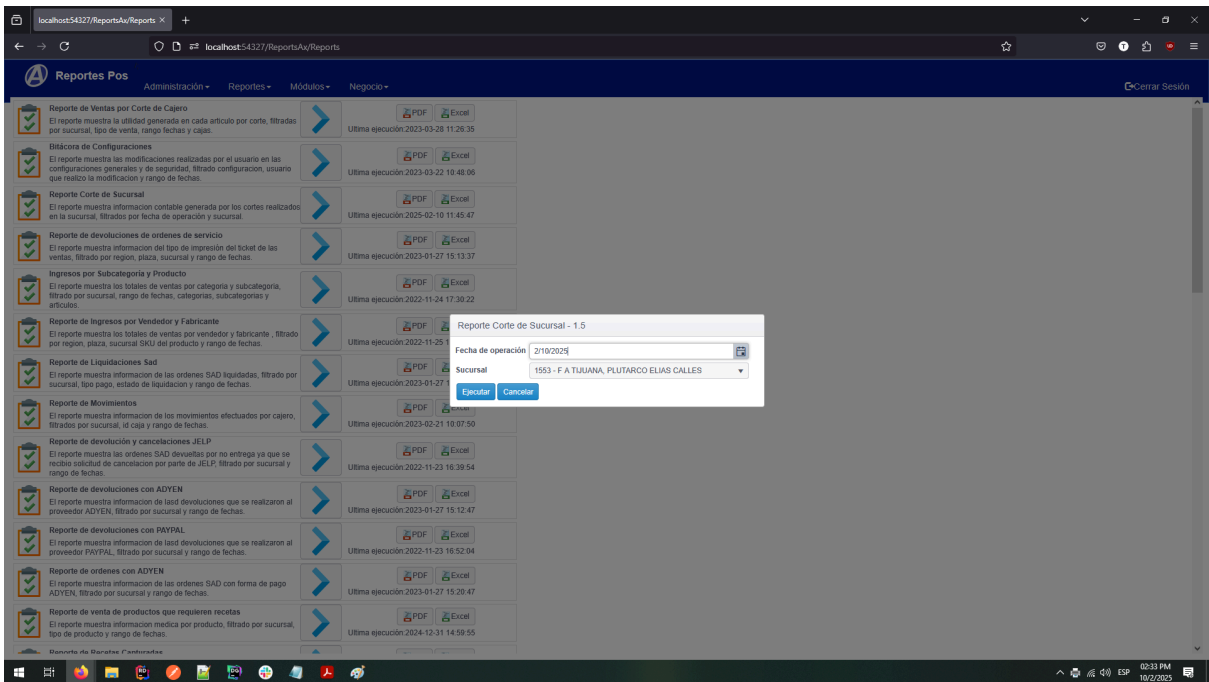 localhost:54327/ReportsAx/Reports
localhost:54327/ReportsAx/Reports
Reportes Pos
Administración
Reportes
Módulos
Negocio
Cerrar Sesión
Reporte de Ventas por Corte de Cajero
El reporte muestra la utilidad generada en cada articulo por corte, filtradas
por sucursal, tipo de venta, rango fechas y cajas.
PDF Excel
Ultima ejecución:2023-03-28 11:26:35
Bitácora de Configuraciones
El reporte muestra las modificaciones realizadas por el usuario en las
configuraciones generales y de seguridad, filtrado configuracion, usuario
que realizo la modificacion y rango de fechas.
PDF Excel
Ultima ejecución:2023-03-22 10:48:06
Reporte Corte de Sucursal
El reporte muestra informacion contable generada por los cortes realizados
en la sucursal, filtrados por fecha de operación y sucursal.
PDF Excel
Ultima ejecución:2025-02-10 11:45:47
Reporte de devoluciones de ordenes de servicio
El reporte muestra informacion del tipo de impresión del ticket de las
ventas, filtrado por region, plaza, sucursal y rango de fechas.
PDF Excel
Ultima ejecución:2023-01-27 15:13:37
Ingresos por Subcategoría y Producto
El reporte muestra los totales de ventas por categoria y subcategoria,
filtrado por sucursal, rango de fechas, categorias, subcategorias y
articulos.
PDF Excel
Ultima ejecución:2022-11-24 17:30:22
Reporte de Ingresos por Vendedor y Fabricante
El reporte muestra los totales de ventas por vendedor y fabricante , filtrado
por region, plaza, sucursal SKU del producto y rango de fechas.
PDF
Ultima ejecución:2022-11-25 1
Reporte de Liquidaciones Sad
El reporte muestra informacion de las ordenes SAD liquidadas, filtrado por
sucursal, tipo pago, estado de liquidacion y rango de fechas.
PDF
Ultima ejecución:2023-01-27 1
Reporte Corte de Sucursal - 1.5
Fecha de operación 2/10/2025
Sucursal 1553 - F A TIJUANA, PLUTARCO ELIAS CALLES
Ejecutar Cancelar
Reporte de Movimientos
El reporte muestra informacion de los movimientos efectuados por cajero,
filtrados por sucursal, id caja y rango de fechas.
PDF Excel
Ultima ejecución:2023-02-21 10:07:50
Reporte de devolución y cancelaciones JELP
El reporte muestra las ordenes SAD devueltas por no entrega ya que se
recibio solicitud de cancelacion por parte de JELP, filtrado por sucursal y
rango de fechas.
PDF Excel
Ultima ejecución:2022-11-23 16:39:54
Reporte de devoluciones con ADYEN
El reporte muestra informacion de lasd devoluciones que se realizaron al
proveedor ADYEN, filtrado por sucursal y rango de fechas.
PDF Excel
Ultima ejecución:2023-01-27 15:12:47
Reporte de devoluciones con PAYPAL
El reporte muestra informacion de lasd devoluciones que se realizaron al
proveedor PAYPAL, filtrado por sucursal y rango de fechas.
PDF Excel
Ultima ejecución:2022-11-23 16:52:04
Reporte de ordenes con ADYEN
El reporte muestra informacion de las ordenes SAD con forma de pago
ADYEN, filtrado por sucursal y rango de fechas.
PDF Excel
Ultima ejecución:2023-01-27 15:20:47
Reporte de venta de productos que requieren recetas
El reporte muestra informacion medica por producto, filtrado por sucursal,
tipo de producto y rango de fechas.
PDF Excel
Ultima ejecución:2024-12-31 14:59:55
Reporte de Recetas Capturadas
ESP
02:33 PM
10/2/2025